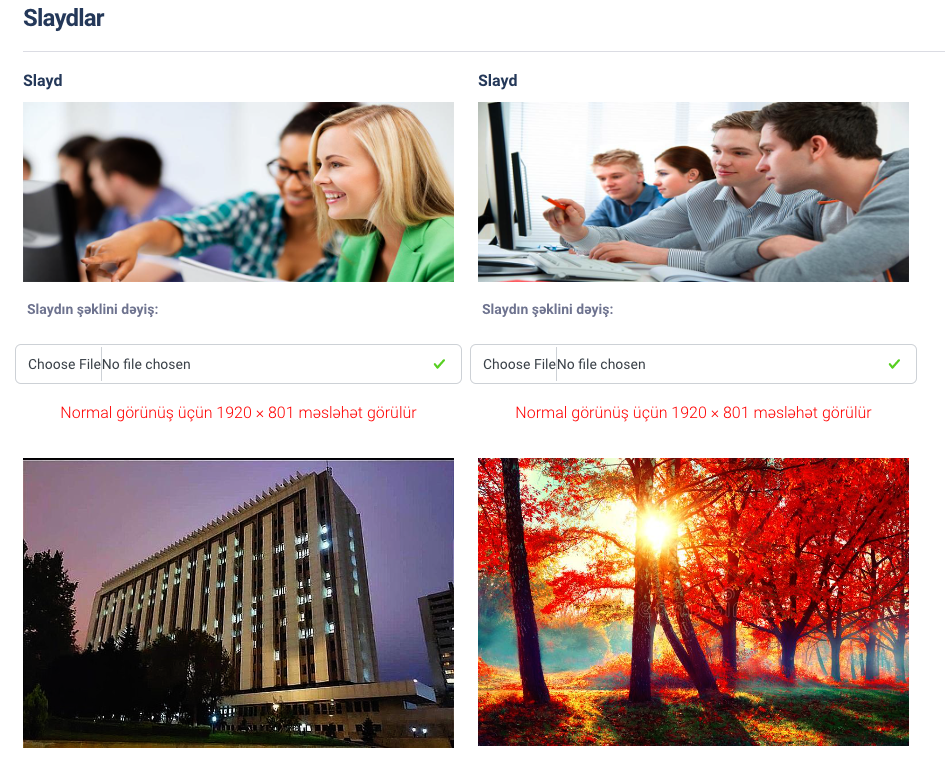 Slaydlar
Slayd
Slayd
Slaydın şəklini dəyiş:
Slaydın şəklini dəyiş:
Choose File No file chosen
Choose File No file chosen
Normal görünüş üçün 1920 × 801 məsləhət görülür
Normal görünüş üçün 1920 × 801 məsləhət görülür